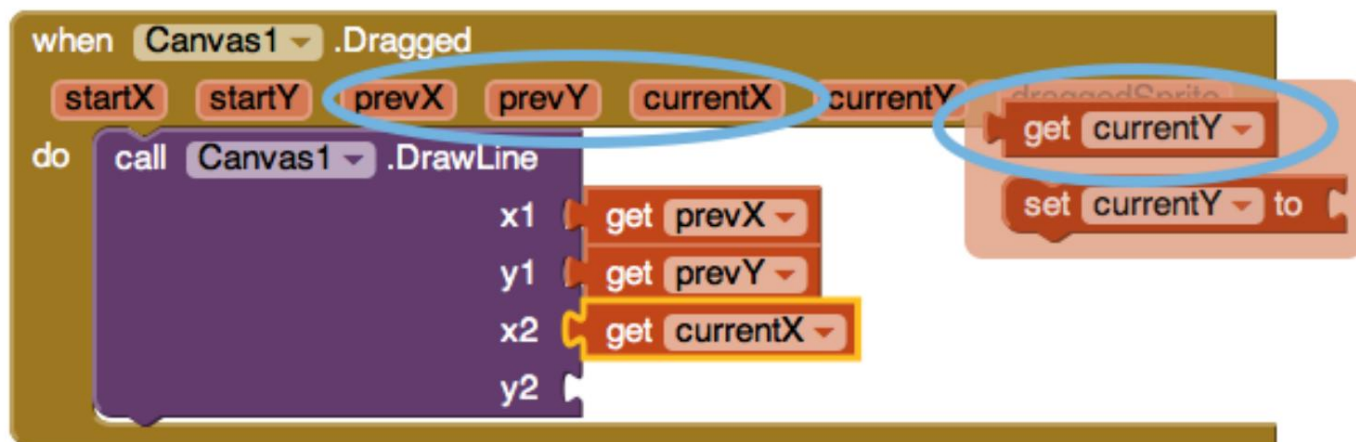 when Canvas1 .Dragged
startX startY prevX prevY currentX currentY draggedSprite
get currentY
do call Canvas1 .DrawLine
set currentY to
x1 get prevX
y1 get prevY
x2 get currentX
y2